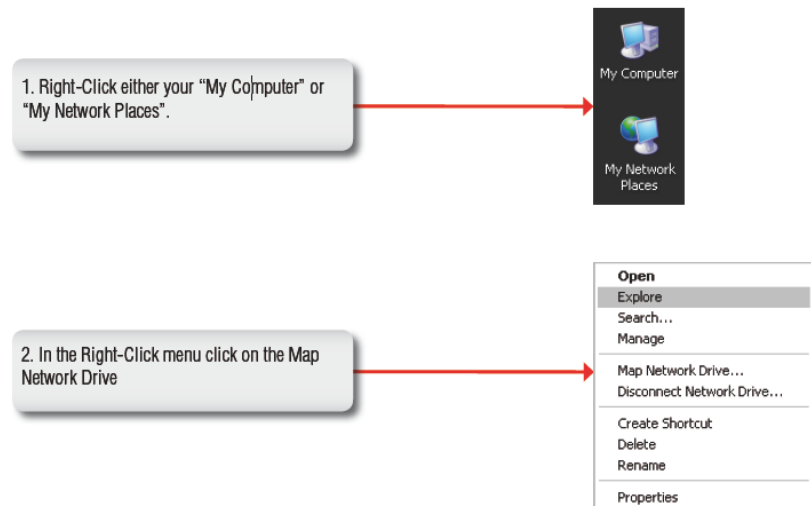 1. Right-Click either your “My Computer” or
“My Network Places”.
My Computer
My Network
Places
2. In the Right-Click menu click on the Map
Network Drive
Open
Explore
Search...
Manage
Map Network Drive...
Disconnect Network Drive...
Create Shortcut
Delete
Rename
Properties